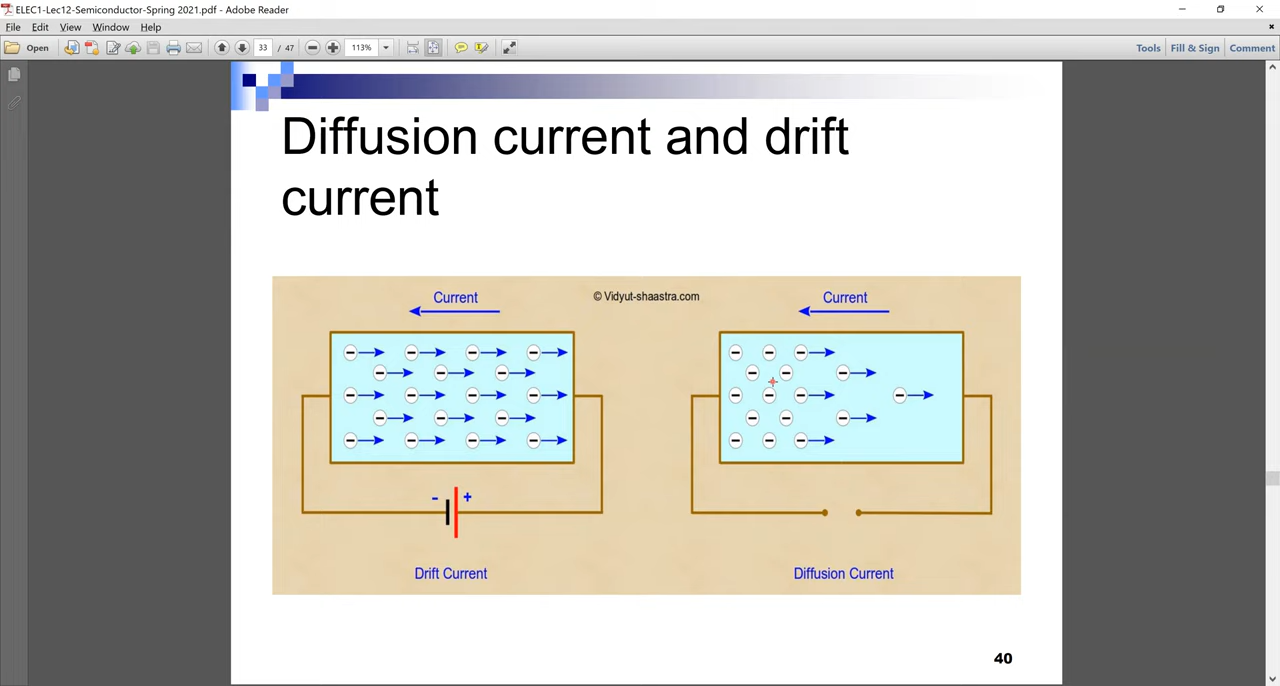 ELEC1-Lec12-Semiconductor-Spring 2021.pdf - Adobe Reader
File Edit View Window Help
Open 33 / 47 113% Tools Fill & Sign Comment
Diffusion current and drift
current
Current © Vidyut-shaastra.com Current
- +
Drift Current Diffusion Current
40